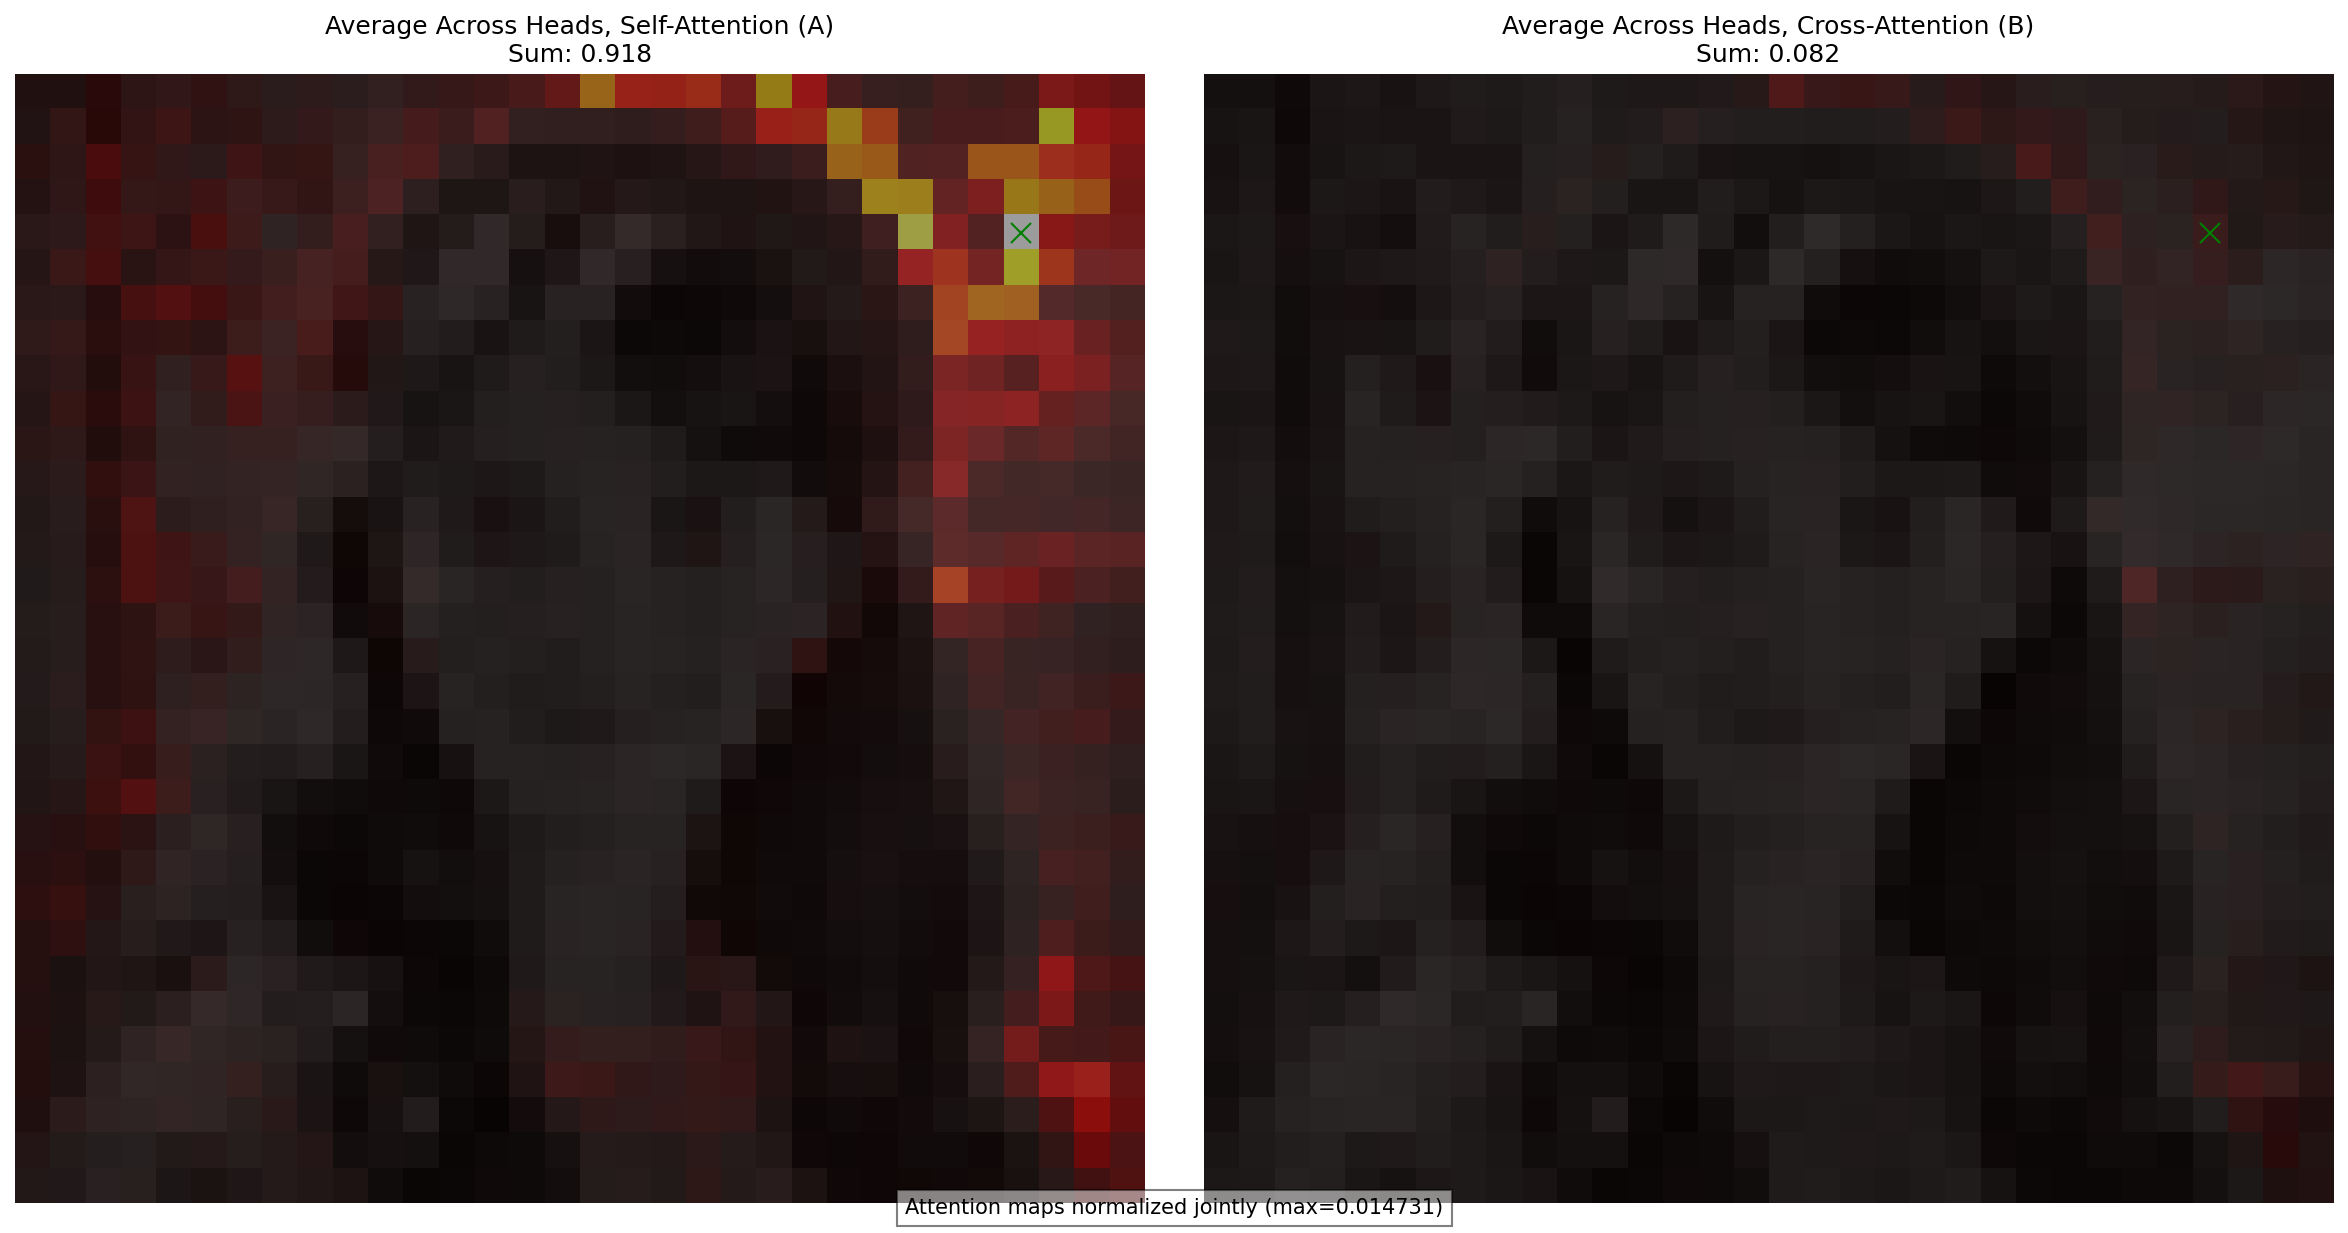 Average Across Heads, Self-Attention (A)
Sum: 0.918
Average Across Heads, Cross-Attention (B)
Sum: 0.082
Attention maps normalized jointly (max=0.014731)